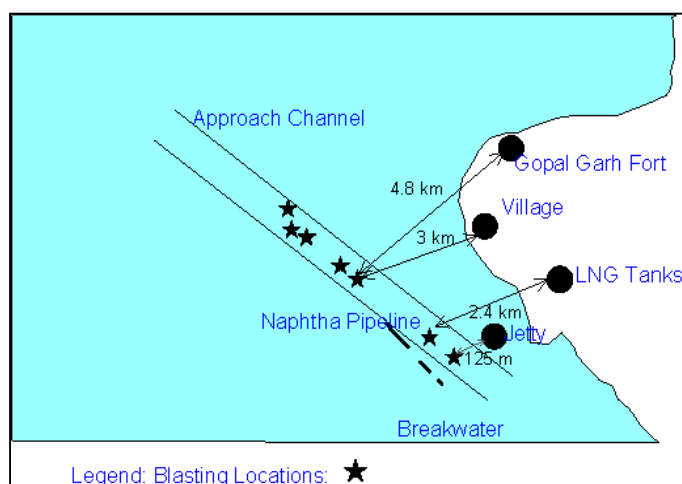 Approach Channel
Gopal Garh Fort
4.8 km
Village
3 km
LNG Tanks
2.4 km
Naphtha Pipeline
Jetty
125 m
Breakwater
Legend: Blasting Locations: